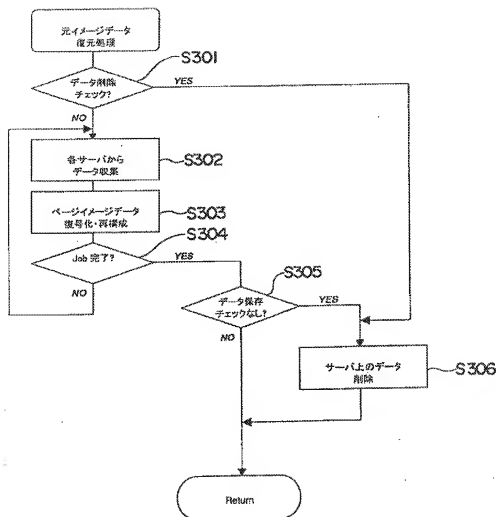 元イメージデータ
復元処理
S301
データ削除
チェック?
YES
NO
各サーバから
データ収集
S302
ページイメージデータ
復号化・再構成
S303
S304
Job 完了?
YES
NO
S305
データ保存
チェックなし?
YES
NO
サーバ上のデータ
削除
S306
Return